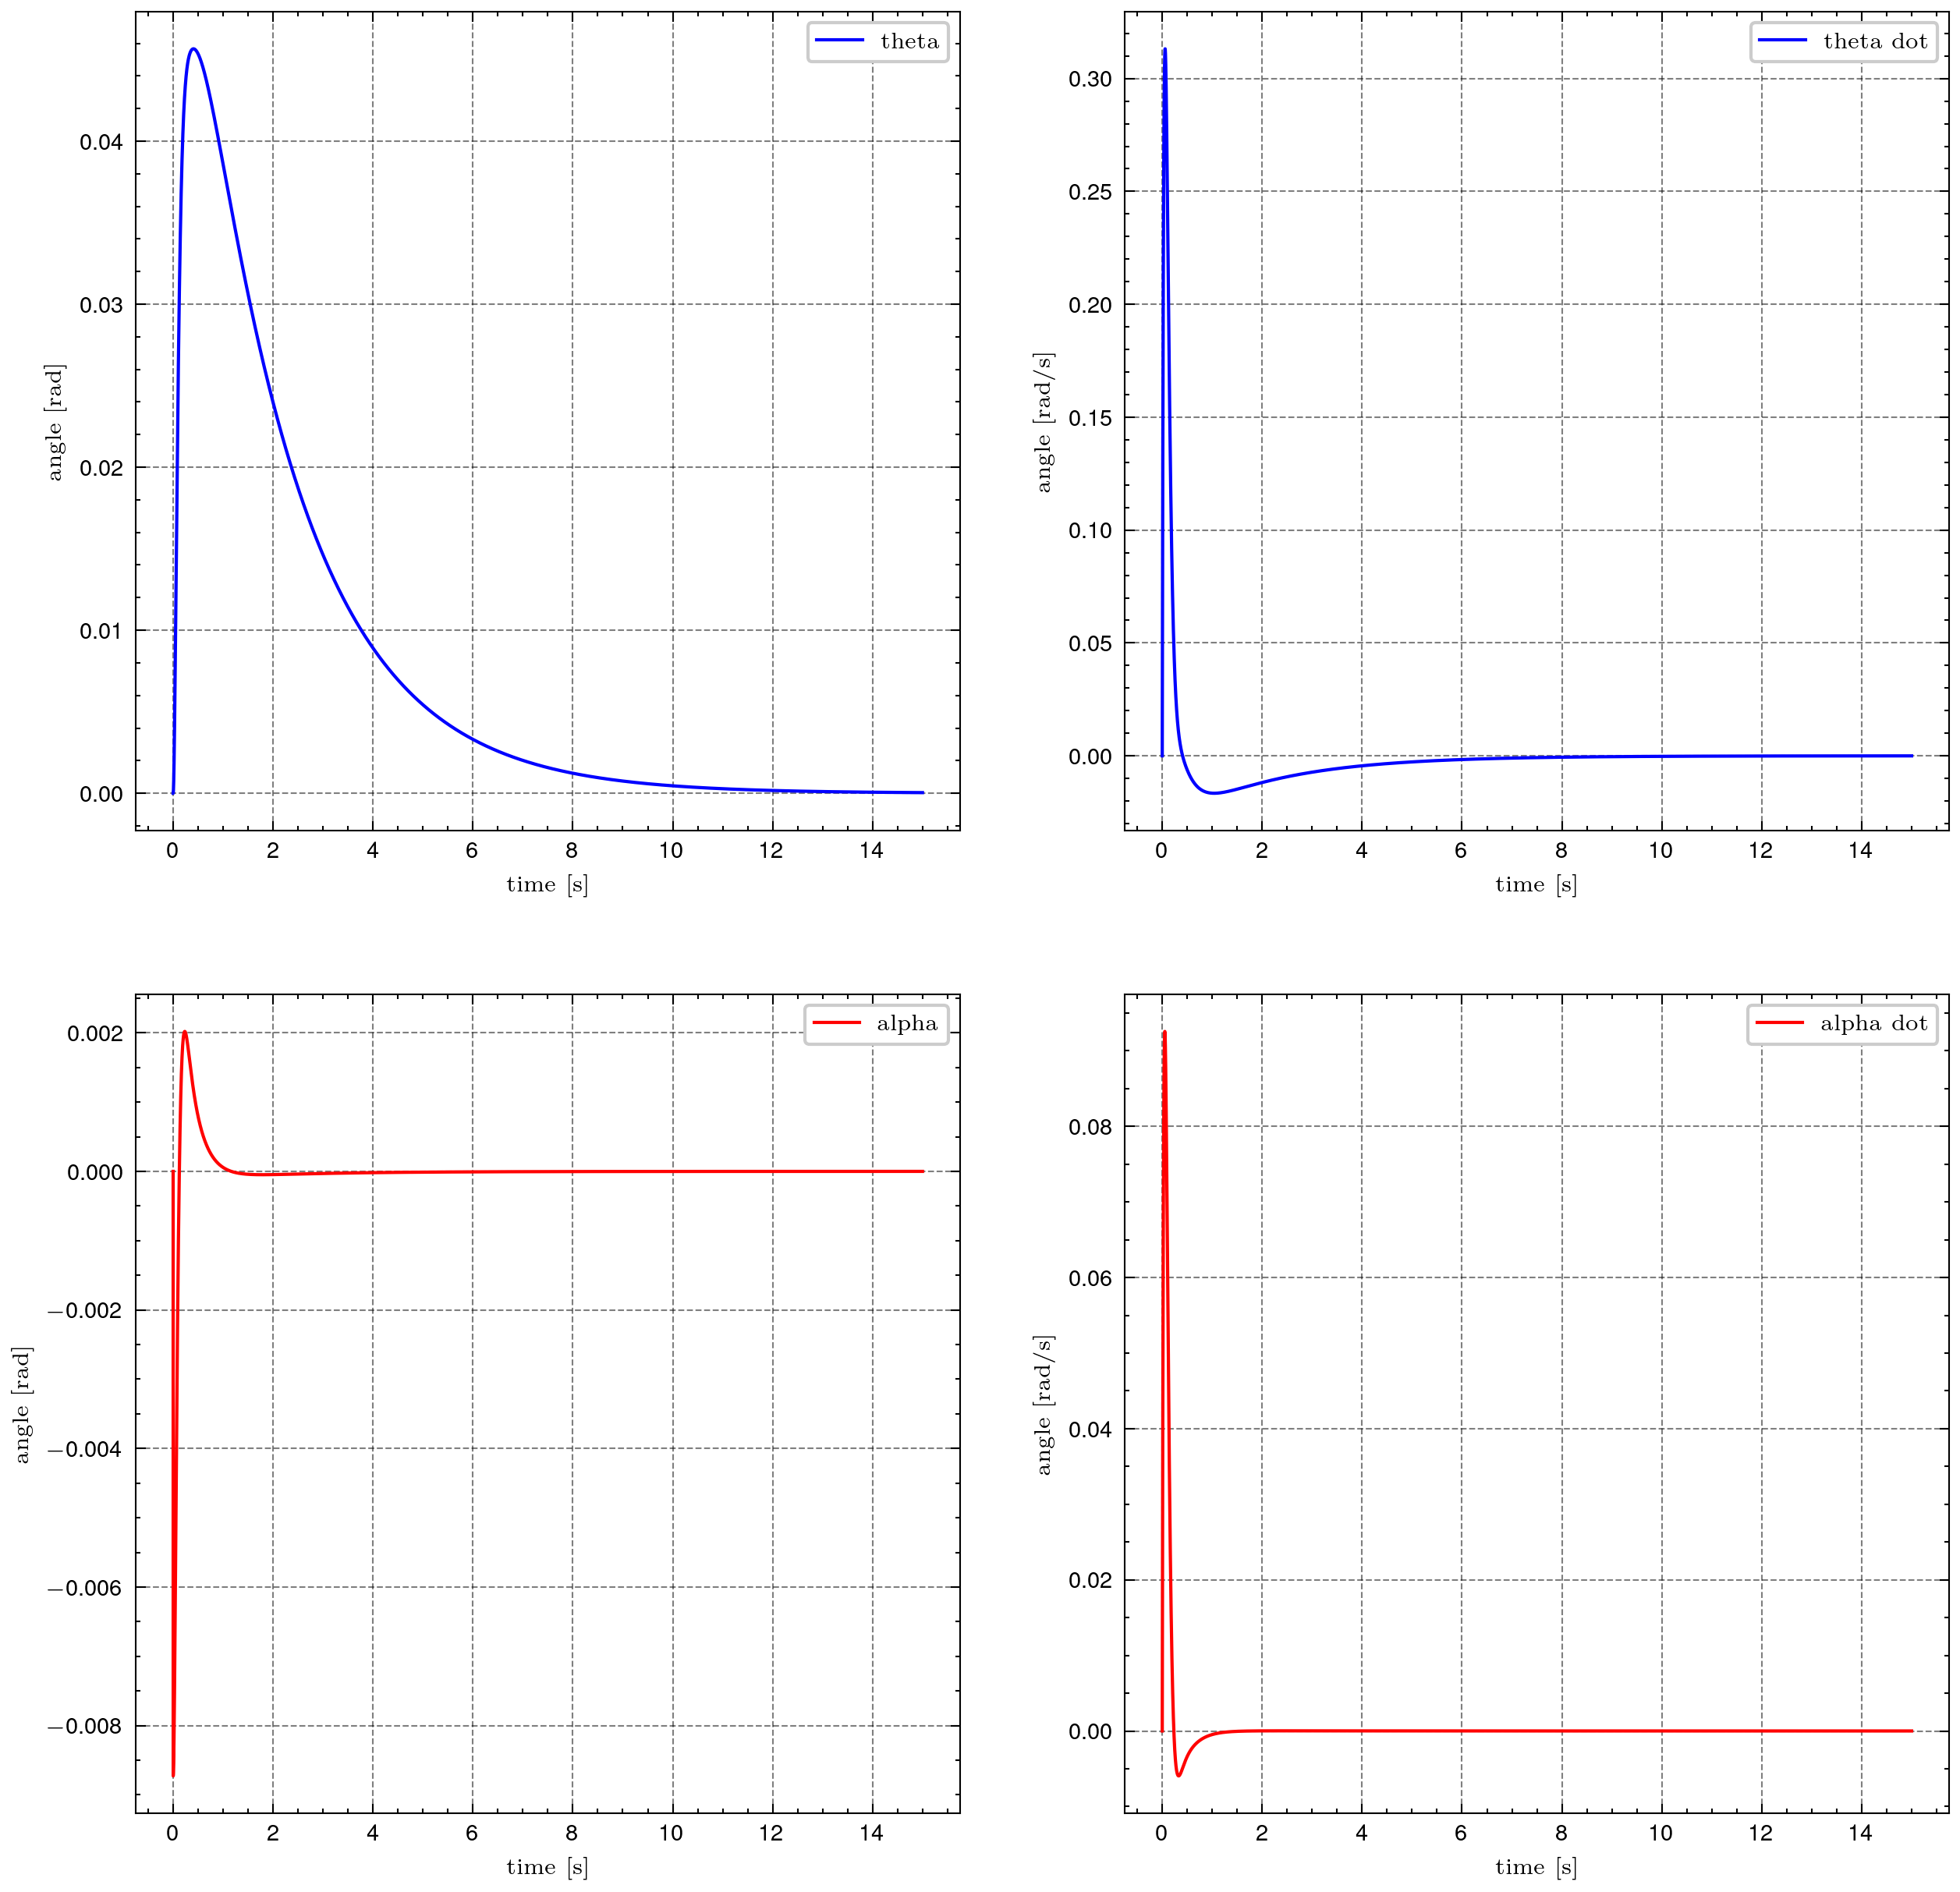 theta
0.04
0.03
0.02
0.01
0.00
angle [rad]
0 2 4 6 8 10 12 14
time [s]
theta dot
0.30
0.25
0.20
0.15
0.10
0.05
0.00
angle [rad/s]
0 2 4 6 8 10 12 14
time [s]
alpha
0.002
0.000
−0.002
−0.004
−0.006
−0.008
angle [rad]
0 2 4 6 8 10 12 14
time [s]
alpha dot
0.08
0.06
0.04
0.02
0.00
angle [rad/s]
0 2 4 6 8 10 12 14
time [s]